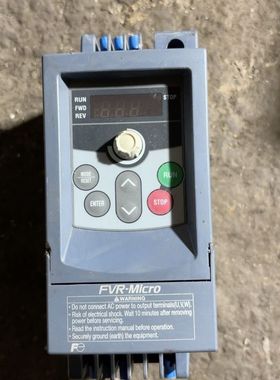 RUN
STOP
FWD
REV
MODE
RESET
RUN
ENTER
STOP
FVR-Micro
WARNING
Do not connect AC power to output terminals(U,V,W).
Risk of electrical shock. Wait 10 minutes after removing
power before servicing.
Read the instruction manual before operation.
Securely ground (earth) the equipment.